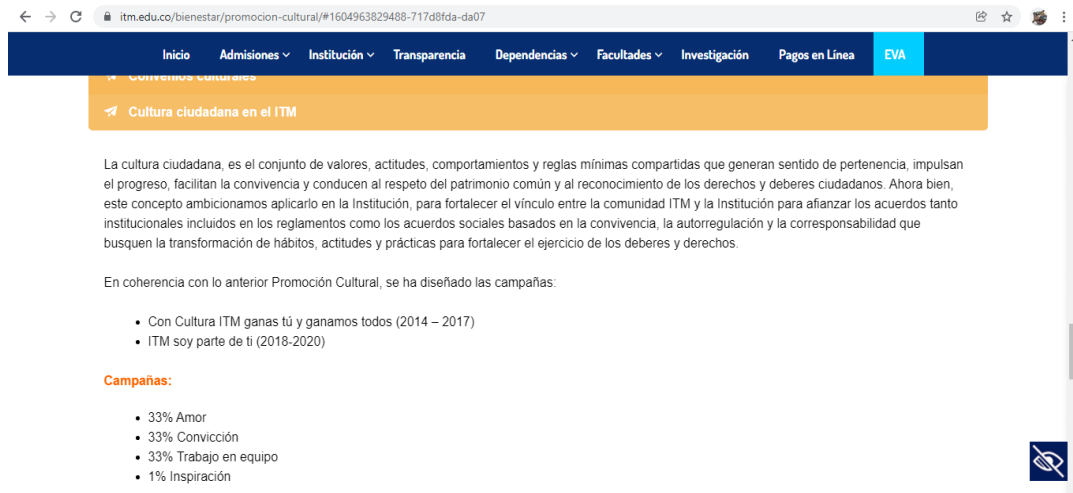 itm.edu.co/bienestar/promocion-cultural/#1604963829488-717d8fda-da07
Inicio Admisiones Institución Transparencia Dependencias Facultades Investigación Pagos en Línea EVA
Convenios culturales
Cultura ciudadana en el ITM
La cultura ciudadana, es el conjunto de valores, actitudes, comportamientos y reglas mínimas compartidas que generan sentido de pertenencia, impulsan
el progreso, facilitan la convivencia y conducen al respeto del patrimonio común y al reconocimiento de los derechos y deberes ciudadanos. Ahora bien,
este concepto ambicionamos aplicarlo en la Institución, para fortalecer el vínculo entre la comunidad ITM y la Institución para afianzar los acuerdos tanto
institucionales incluidos en los reglamentos como los acuerdos sociales basados en la convivencia, la autorregulación y la corresponsabilidad que
busquen la transformación de hábitos, actitudes y prácticas para fortalecer el ejercicio de los deberes y derechos.
En coherencia con lo anterior Promoción Cultural, se ha diseñado las campañas:
• Con Cultura ITM ganas tú y ganamos todos (2014 – 2017)
• ITM soy parte de ti (2018-2020)
Campañas:
• 33% Amor
• 33% Convicción
• 33% Trabajo en equipo
• 1% Inspiración